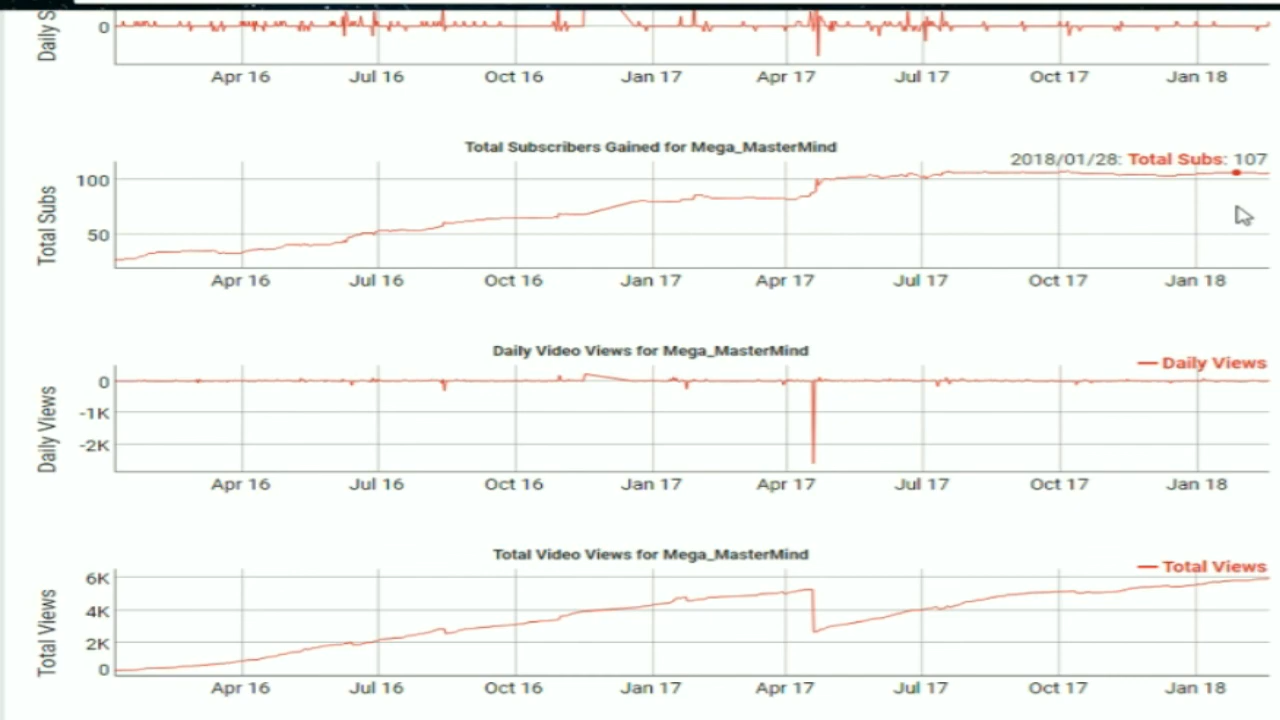 0
Daily S
Apr 16 Jul 16 Oct 16 Jan 17 Apr 17 Jul 17 Oct 17 Jan 18
Total Subscribers Gained for Mega_MasterMind
2018/01/28: Total Subs: 107
100
50
Total Subs
Apr 16 Jul 16 Oct 16 Jan 17 Apr 17 Jul 17 Oct 17 Jan 18
Daily Video Views for Mega_MasterMind
Daily Views
0
-1K
-2K
Daily Views
Apr 16 Jul 16 Oct 16 Jan 17 Apr 17 Jul 17 Oct 17 Jan 18
Total Video Views for Mega_MasterMind
Total Views
6K
4K
2K
0
Total Views
Apr 16 Jul 16 Oct 16 Jan 17 Apr 17 Jul 17 Oct 17 Jan 18